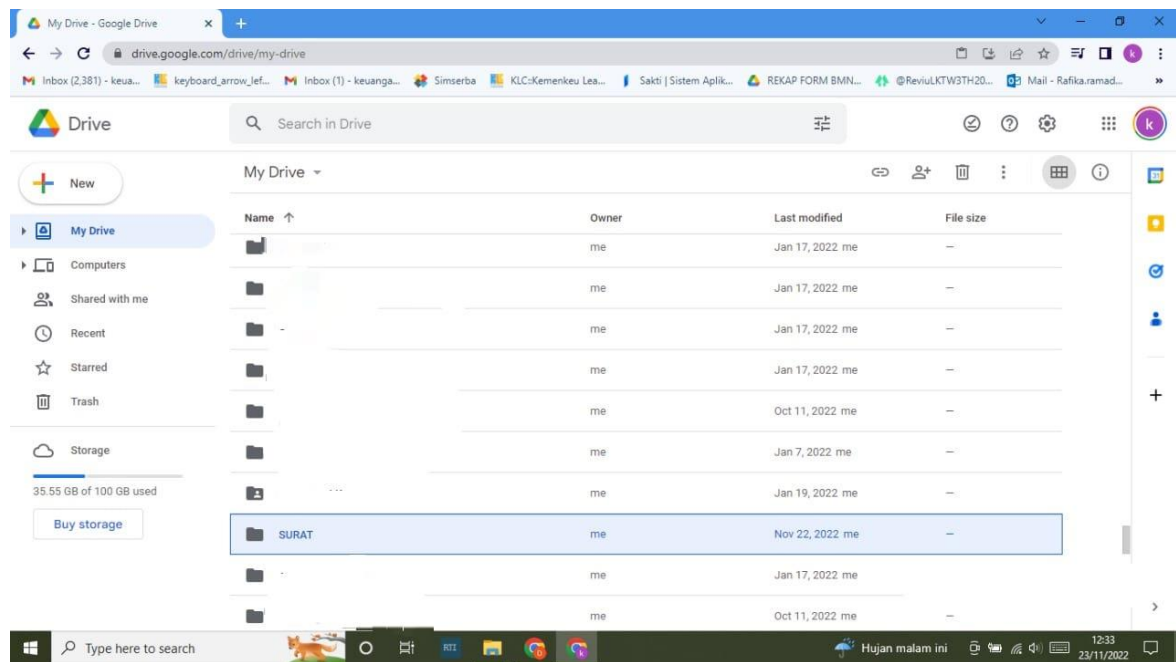 My Drive - Google Drive
drive.google.com/drive/my-drive
Inbox (2,381) - keua...
keyboard_arrow_lef...
Inbox (1) - keuanga...
Simserba
KLC:Kemenkeu Lea...
Sakti | Sistem Aplik...
REKAP FORM BMN...
@ReviuLKTW3TH20...
Mail - Rafika.ramad...
Drive
Search in Drive
k
New
My Drive
Computers
Shared with me
Recent
Starred
Trash
Storage
35.55 GB of 100 GB used
Buy storage
My Drive
Name Owner Last modified File size
me Jan 17, 2022 me –
me Jan 17, 2022 me –
me Jan 17, 2022 me –
me Jan 17, 2022 me –
me Oct 11, 2022 me –
me Jan 7, 2022 me –
me Jan 19, 2022 me –
SURAT me Nov 22, 2022 me –
me Jan 17, 2022 me
me Oct 11, 2022 me –
Type here to search
Hujan malam ini
12:33
23/11/2022